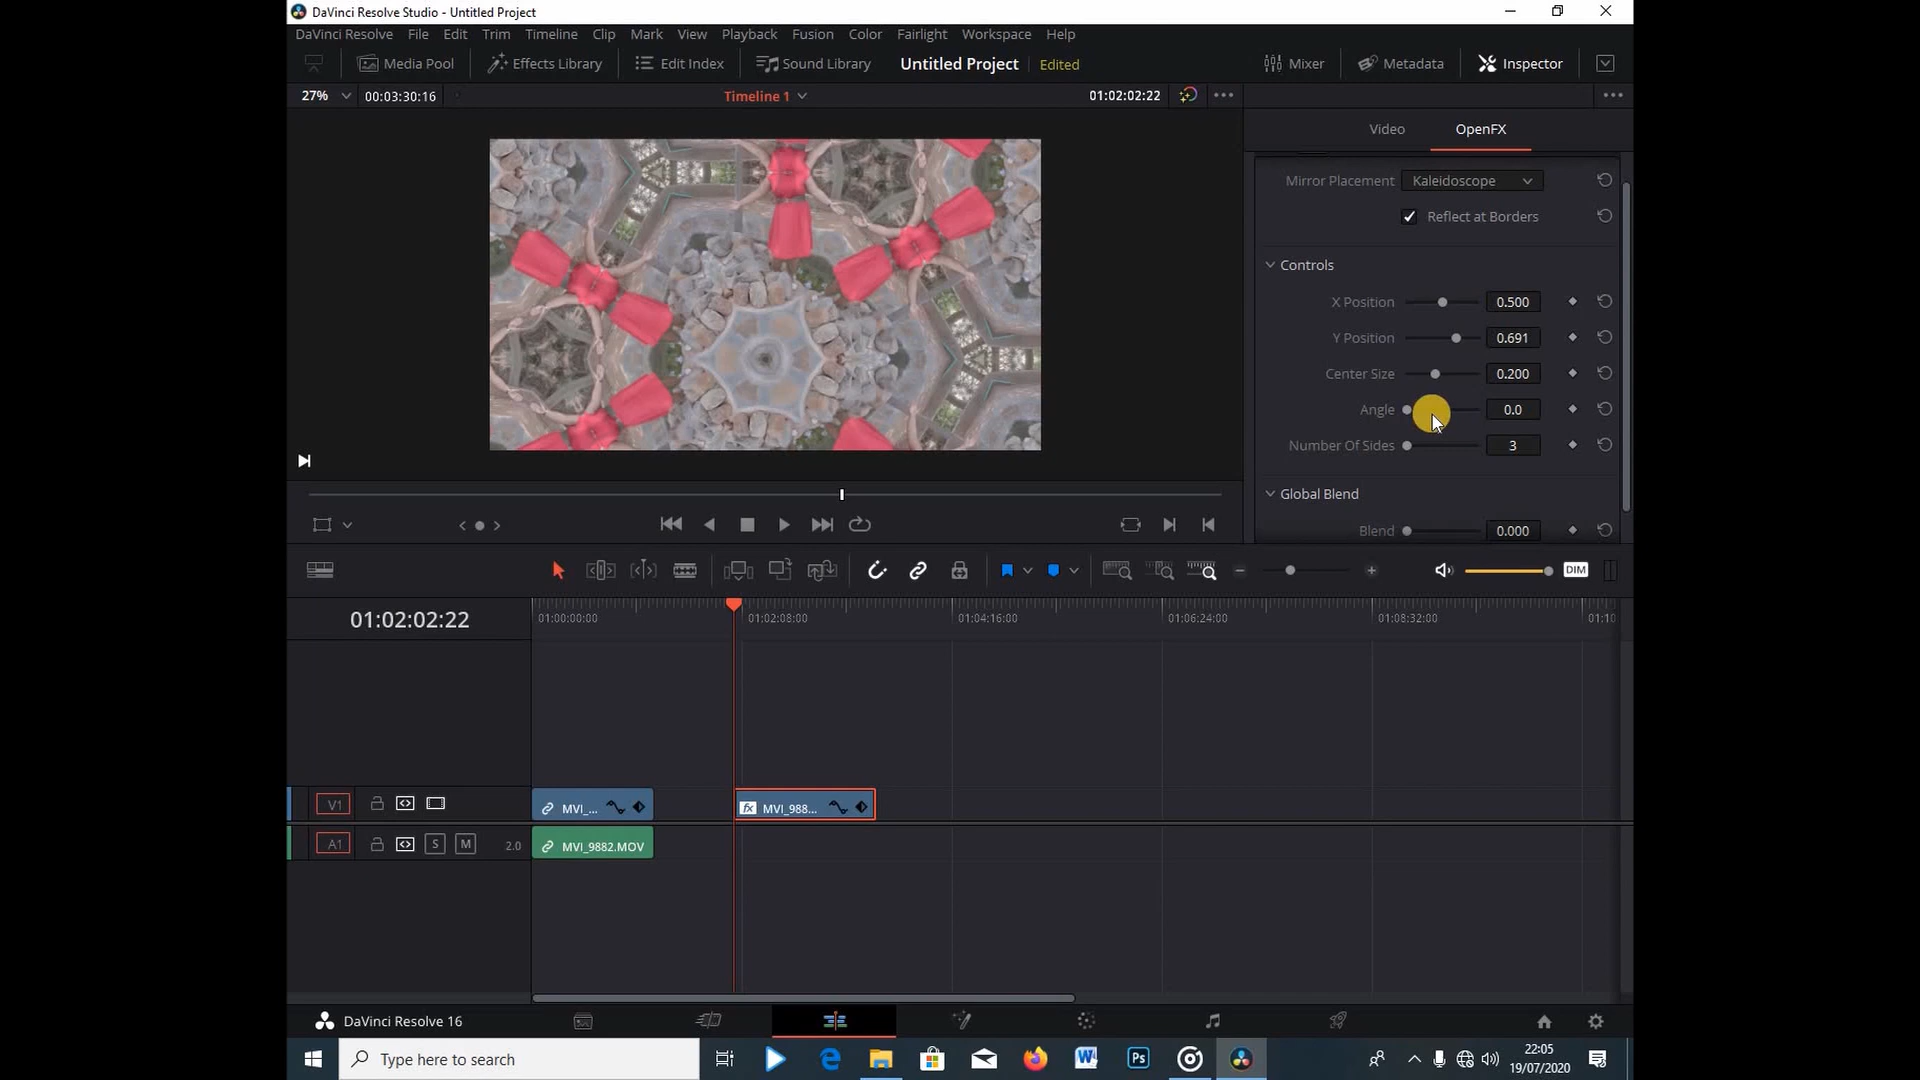 DaVinci Resolve Studio - Untitled Project
DaVinci Resolve File Edit Trim Timeline Clip Mark View Playback Fusion Color Fairlight Workspace Help
Media Pool Effects Library Edit Index Sound Library Untitled Project Edited Mixer Metadata Inspector
27% 00:03:30:16 Timeline 1 01:02:02:22
Video OpenFX
Mirror Placement Kaleidoscope
Reflect at Borders
Controls
X Position 0.500
Y Position 0.691
Center Size 0.200
Angle 0.0
Number Of Sides 3
Global Blend
Blend 0.000
DIM
01:02:02:22
01:00:00:00 01:02:08:00 01:04:16:00 01:06:24:00 01:08:32:00 01:10
V1 MVI_... fx MVI_988...
A1 S M 2.0 MVI_9882.MOV
DaVinci Resolve 16
Type here to search
W Ps
22:05
19/07/2020